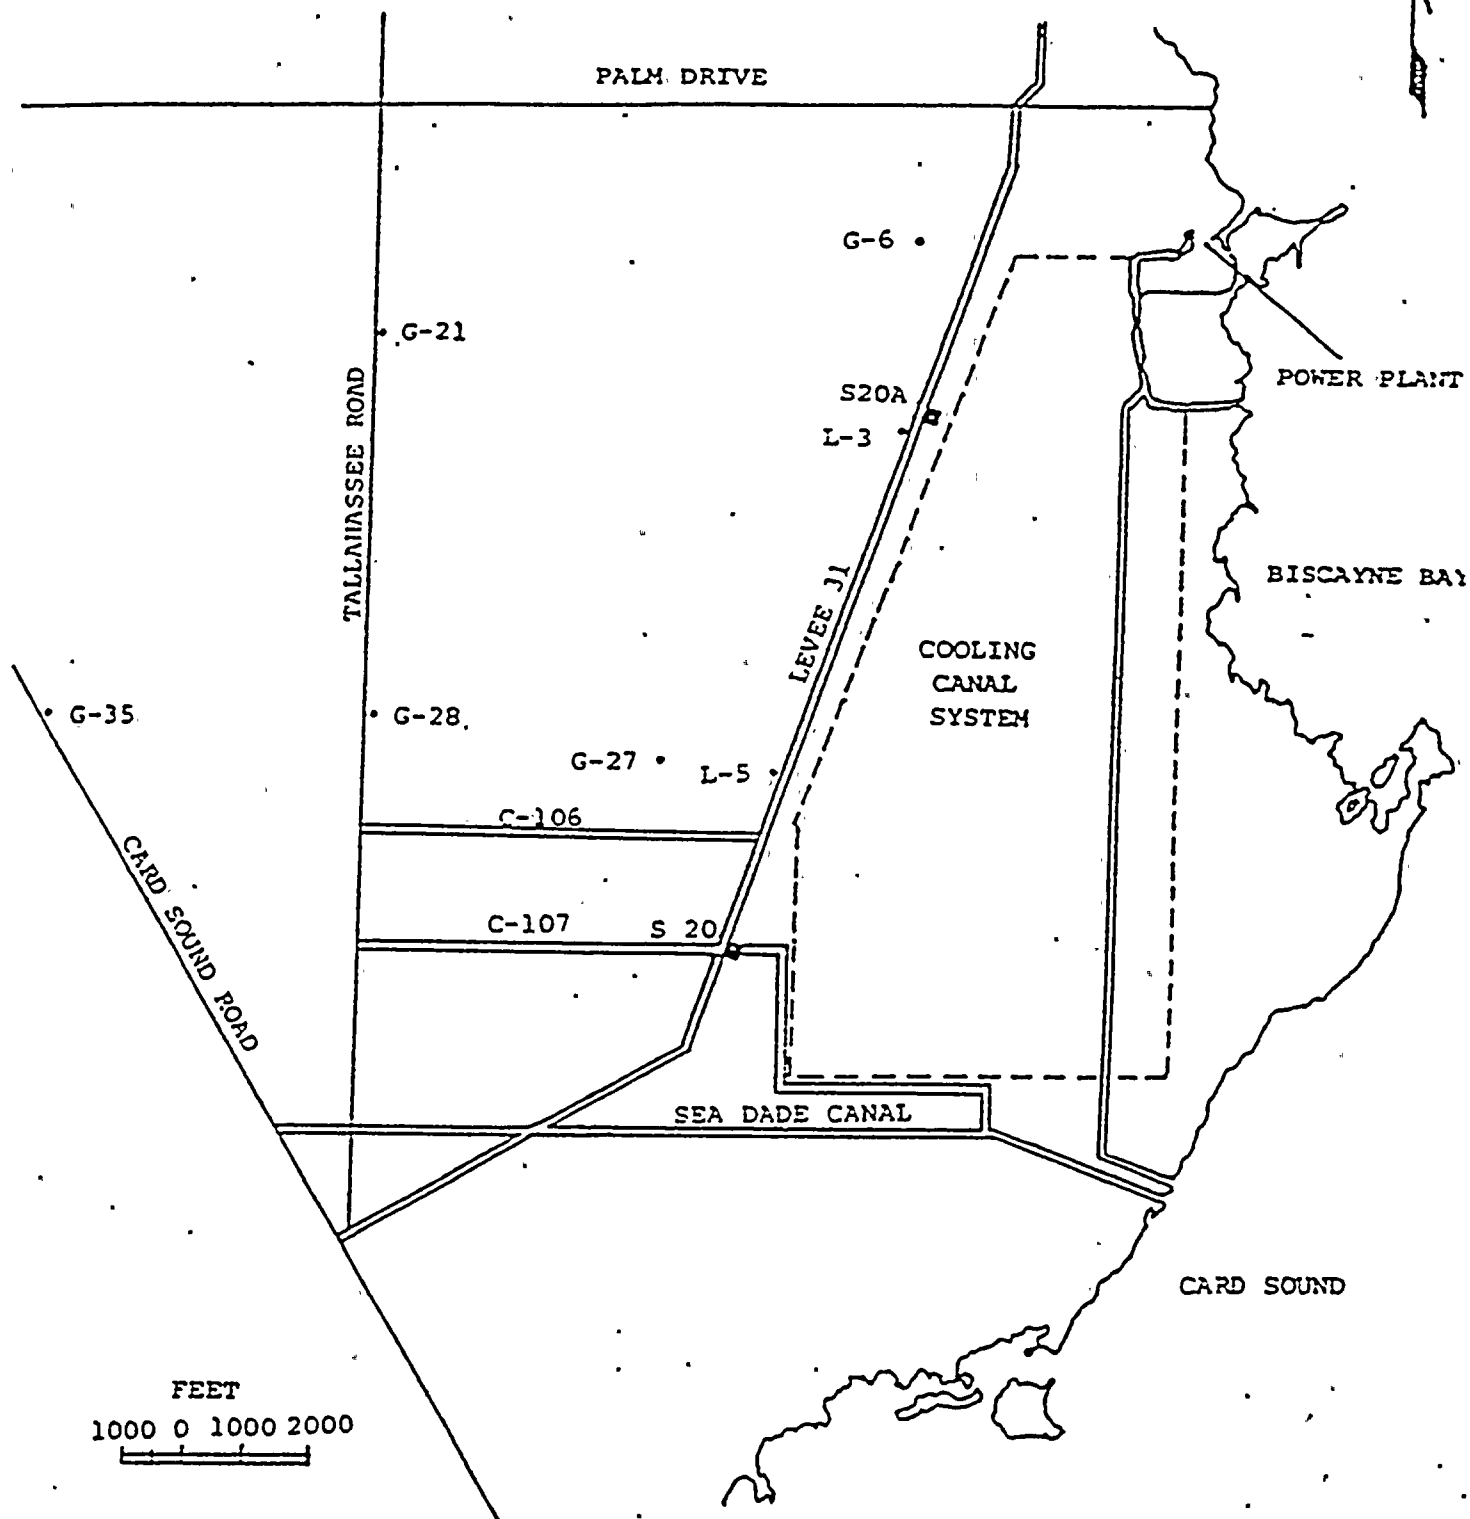 PALM DRIVE
G-6
G-21
POWER PLANT
S20A
L-3
TALLAHASSEE ROAD
BISCAYNE BAY
LEVEE 31
COOLING
CANAL
SYSTEM
G-35
G-28
G-27
L-5
C-106
CARD SOUND ROAD
C-107
S 20
SEA DADE CANAL
CARD SOUND
FEET
1000 0 1000 2000